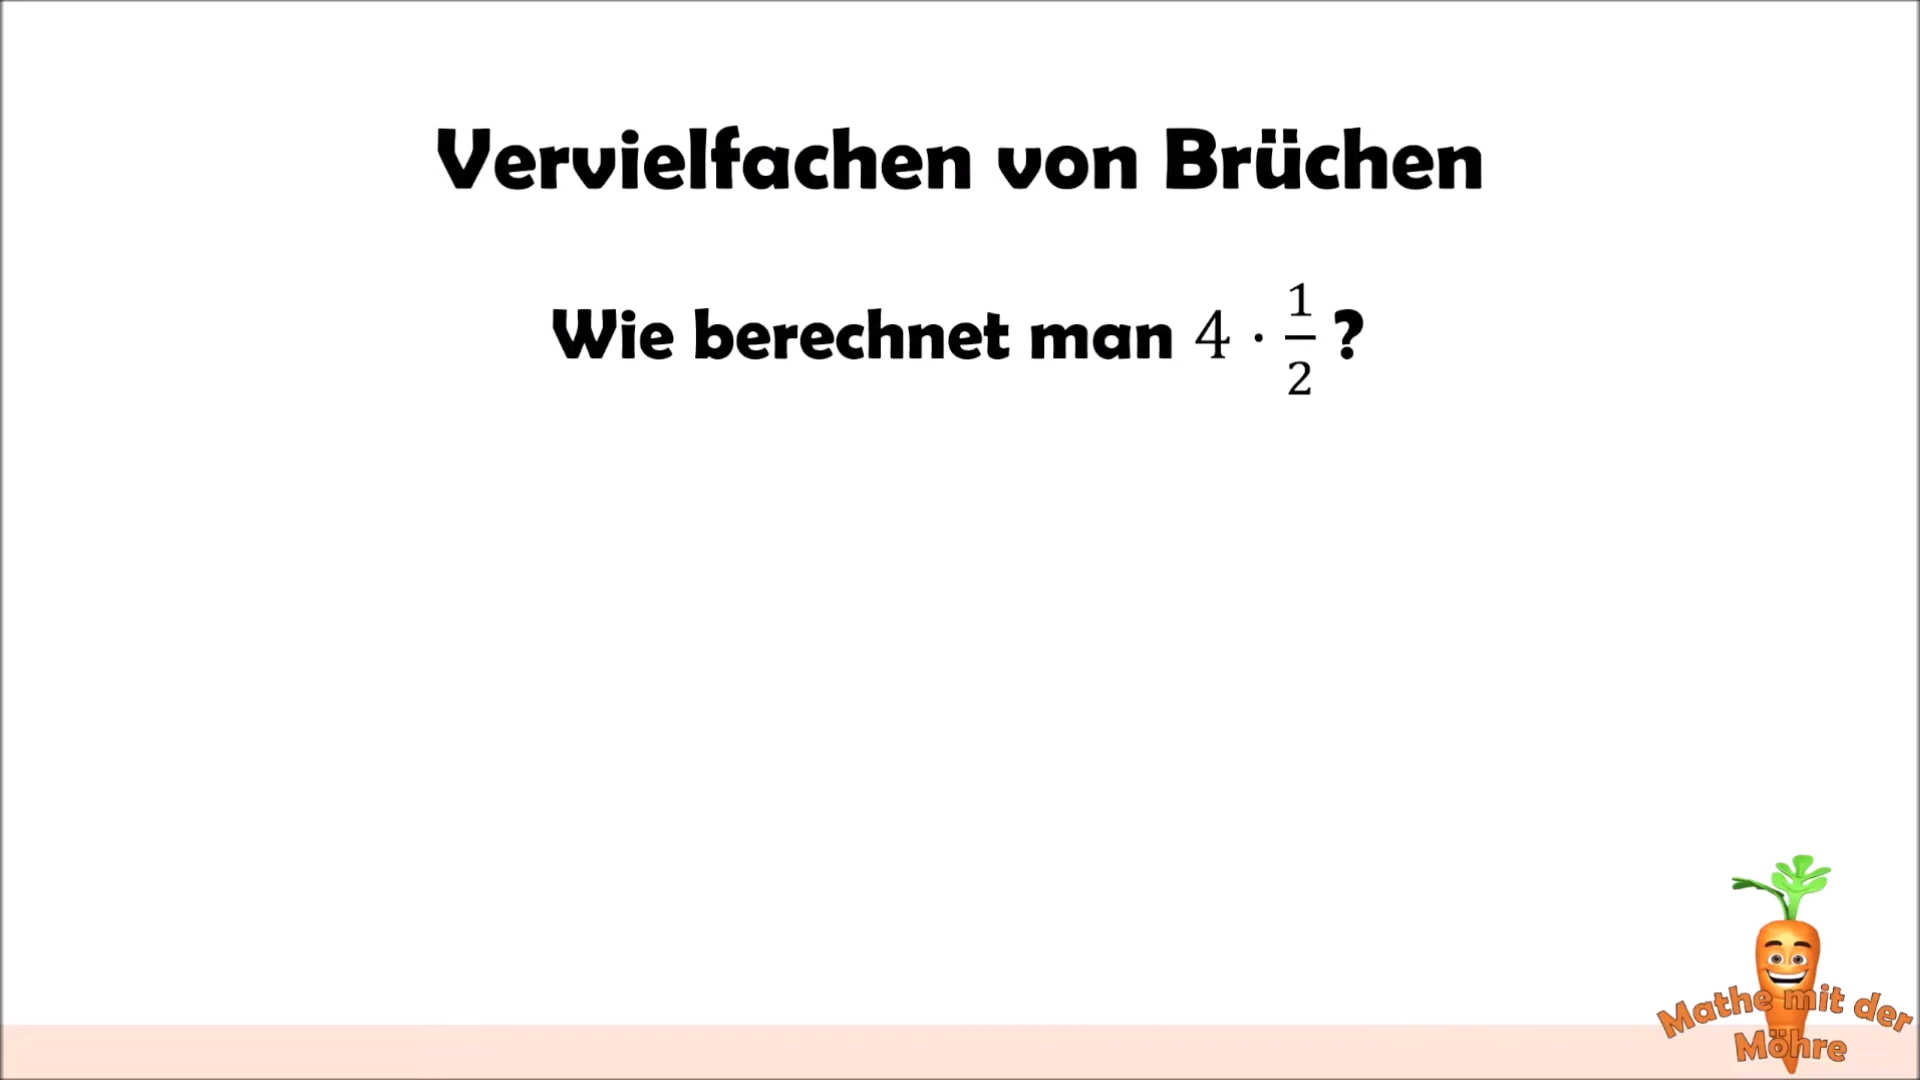 Vervielfachen von Brüchen
Wie berechnet man 4 · 1/2 ?
Mathe mit der
Möhre